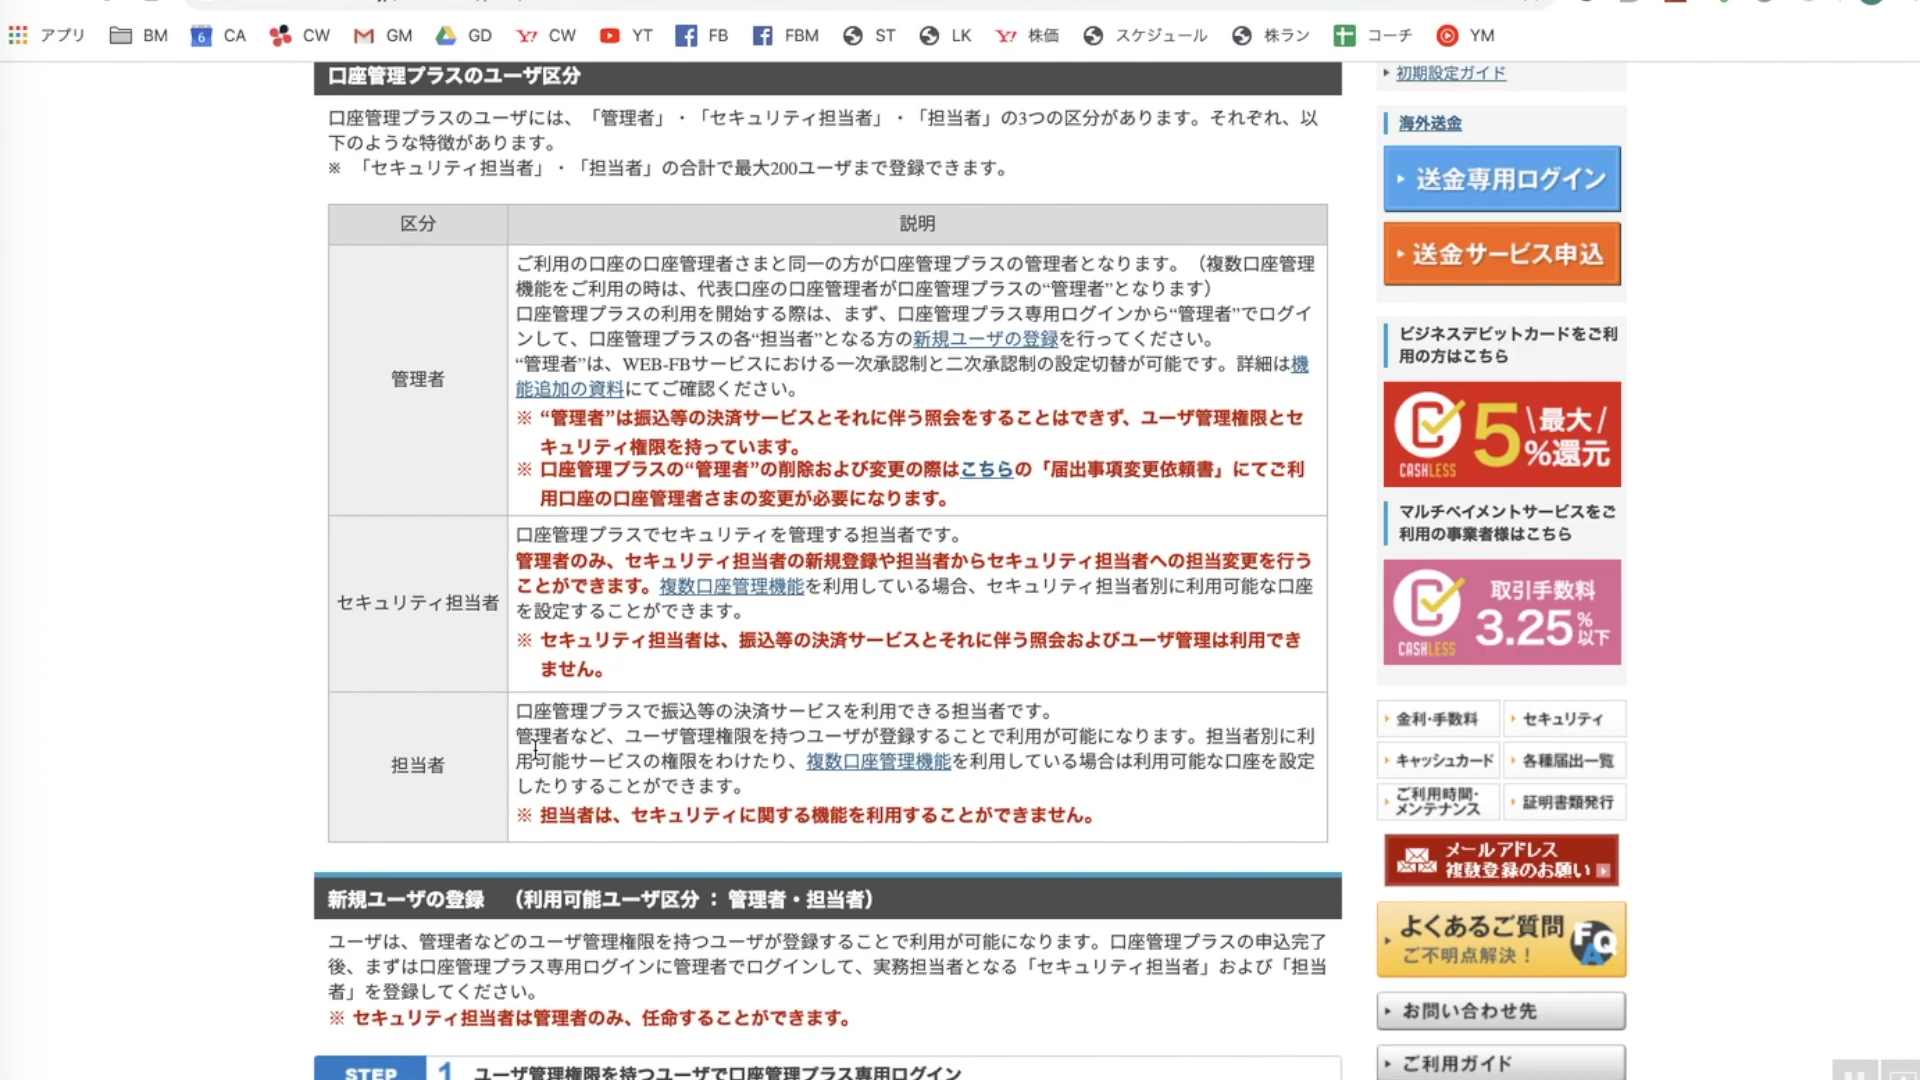 アプリ BM CA CW GM GD CW YT FB FBM ST LK 株価 スケジュール 株ラン コーチ YM
口座管理プラスのユーザ区分
口座管理プラスのユーザには、「管理者」・「セキュリティ担当者」・「担当者」の3つの区分があります。それぞれ、以
下のような特徴があります。
※ 「セキュリティ担当者」・「担当者」の合計で最大200ユーザまで登録できます。
区分 説明
管理者
ご利用の口座の口座管理者さまと同一の方が口座管理プラスの管理者となります。（複数口座管理
機能をご利用の時は、代表口座の口座管理者が口座管理プラスの“管理者”となります）
口座管理プラスの利用を開始する際は、まず、口座管理プラス専用ログインから“管理者”でログイ
ンして、口座管理プラスの各“担当者”となる方の新規ユーザの登録を行ってください。
“管理者”は、WEB-FBサービスにおける一次承認制と二次承認制の設定切替が可能です。詳細は機
能追加の資料にてご確認ください。
※ “管理者”は振込等の決済サービスとそれに伴う照会をすることはできず、ユーザ管理権限とセ
キュリティ権限を持っています。
※ 口座管理プラスの“管理者”の削除および変更の際はこちらの「届出事項変更依頼書」にてご利
用口座の口座管理者さまの変更が必要になります。
セキュリティ担当者
口座管理プラスでセキュリティを管理する担当者です。
管理者のみ、セキュリティ担当者の新規登録や担当者からセキュリティ担当者への担当変更を行う
ことができます。複数口座管理機能を利用している場合、セキュリティ担当者別に利用可能な口座
を設定することができます。
※ セキュリティ担当者は、振込等の決済サービスとそれに伴う照会およびユーザ管理は利用でき
ません。
担当者
口座管理プラスで振込等の決済サービスを利用できる担当者です。
管理者など、ユーザ管理権限を持つユーザが登録することで利用が可能になります。担当者別に利
用可能サービスの権限をわけたり、複数口座管理機能を利用している場合は利用可能な口座を設定
したりすることができます。
※ 担当者は、セキュリティに関する機能を利用することができません。
新規ユーザの登録 （利用可能ユーザ区分 ： 管理者・担当者）
ユーザは、管理者などのユーザ管理権限を持つユーザが登録することで利用が可能になります。口座管理プラスの申込完了
後、まずは口座管理プラス専用ログインに管理者でログインして、実務担当者となる「セキュリティ担当者」および「担当
者」を登録してください。
※ セキュリティ担当者は管理者のみ、任命することができます。
STEP 1 ユーザ管理権限を持つユーザで口座管理プラス専用ログイン
初期設定ガイド
海外送金
送金専用ログイン
送金サービス申込
ビジネスデビットカードをご利
用の方はこちら
CASHLESS 5 \最大/
%還元
マルチペイメントサービスをご
利用の事業者様はこちら
CASHLESS 取引手数料
3.25%以下
金利・手数料 セキュリティ
キャッシュカード 各種届出一覧
ご利用時間・
メンテナンス 証明書類発行
メールアドレス
複数登録のお願い
よくあるご質問
ご不明点解決！ FAQ
お問い合わせ先
ご利用ガイド